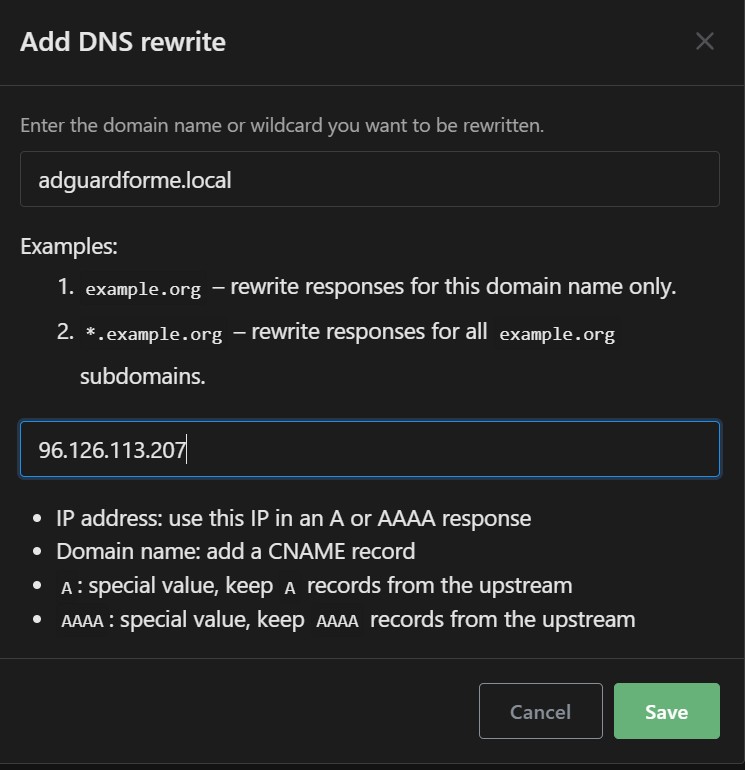 Add DNS rewrite
Enter the domain name or wildcard you want to be rewritten.
adguardforme.local
Examples:
1. example.org – rewrite responses for this domain name only.
2. *.example.org – rewrite responses for all example.org
subdomains.
96.126.113.207
• IP address: use this IP in an A or AAAA response
• Domain name: add a CNAME record
• A : special value, keep A records from the upstream
• AAAA : special value, keep AAAA records from the upstream
Cancel Save